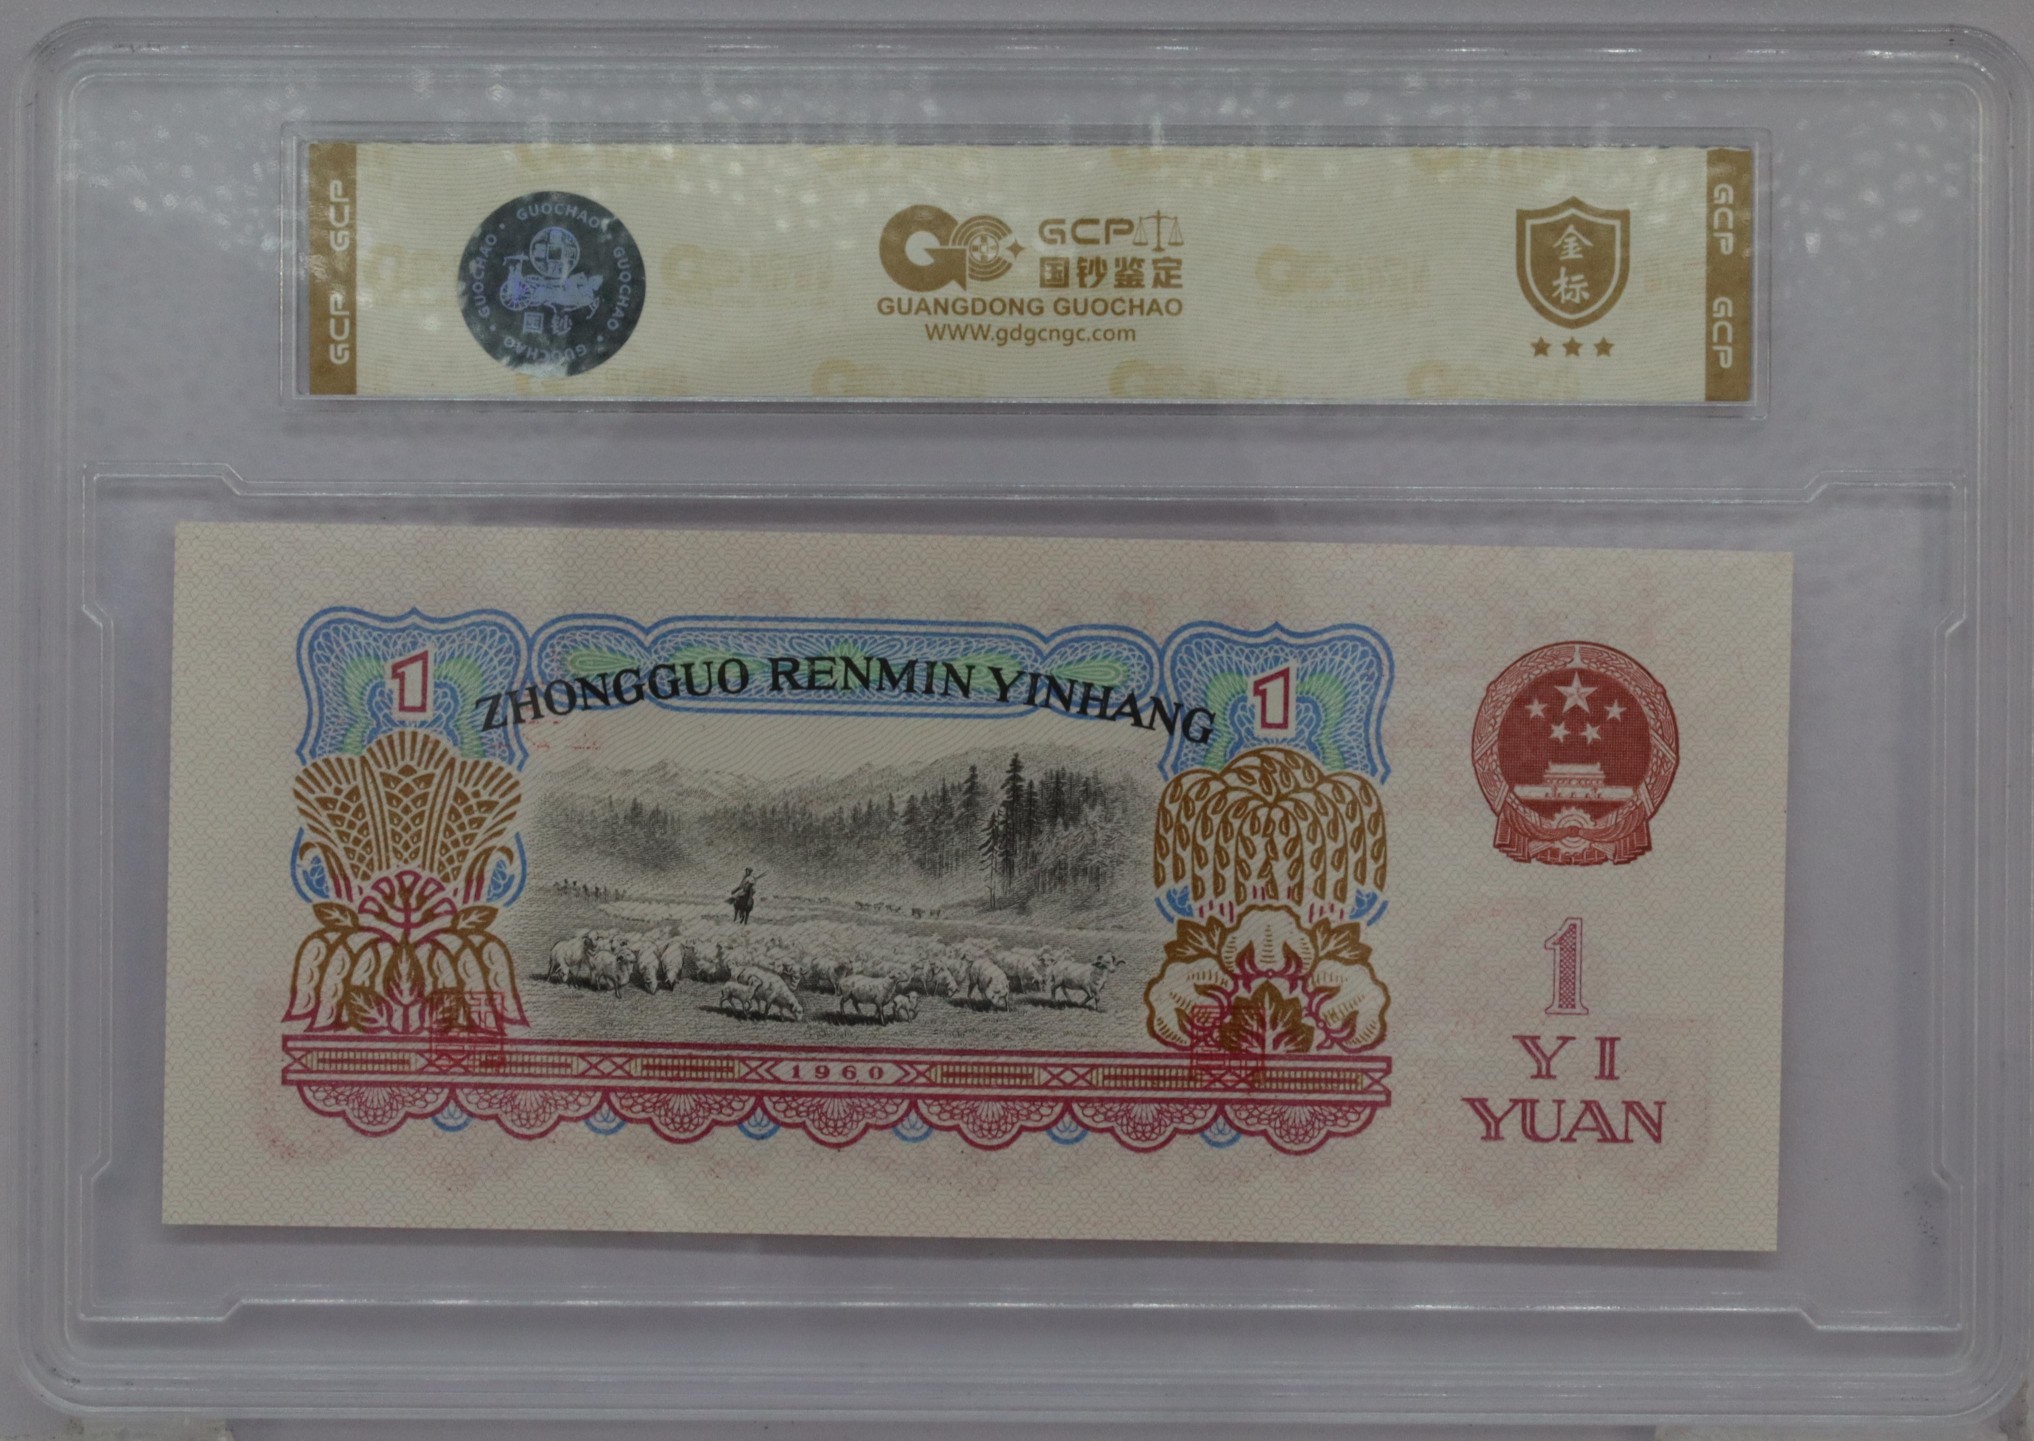 GCP GCP
GUOCHAO · GUOCHAO · GUOCHAO · GUOCHAO
国钞
GCP
国钞鉴定
GUANGDONG GUOCHAO
WWW.gdgcngc.com
金
标
GCP GCP
1
ZHONGGUO RENMIN YINHANG
1
1960
1
YI
YUAN